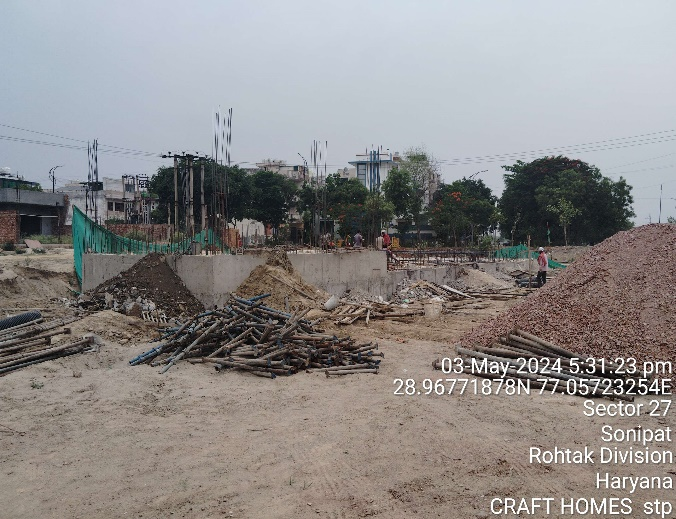 03-May-2024 5:31:23 pm
28.96771878N 77.05723254E
Sector 27
Sonipat
Rohtak Division
Haryana
CRAFT HOMES stp